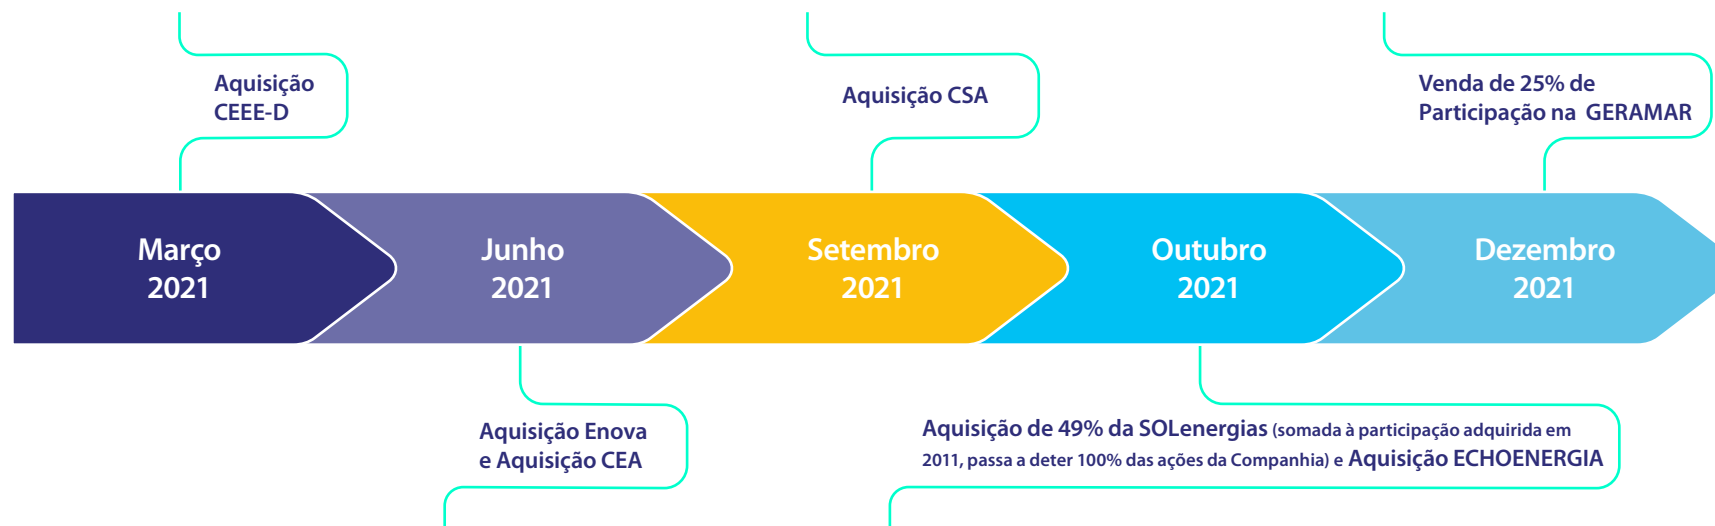 Aquisição
CEEE-D
Aquisição CSA
Venda de 25% de
Participação na GERAMAR
Março
2021
Junho
2021
Setembro
2021
Outubro
2021
Dezembro
2021
Aquisição Enova
e Aquisição CEA
Aquisição de 49% da SOLenergias (somada à participação adquirida em
2011, passa a deter 100% das ações da Companhia) e Aquisição ECHOENERGIA